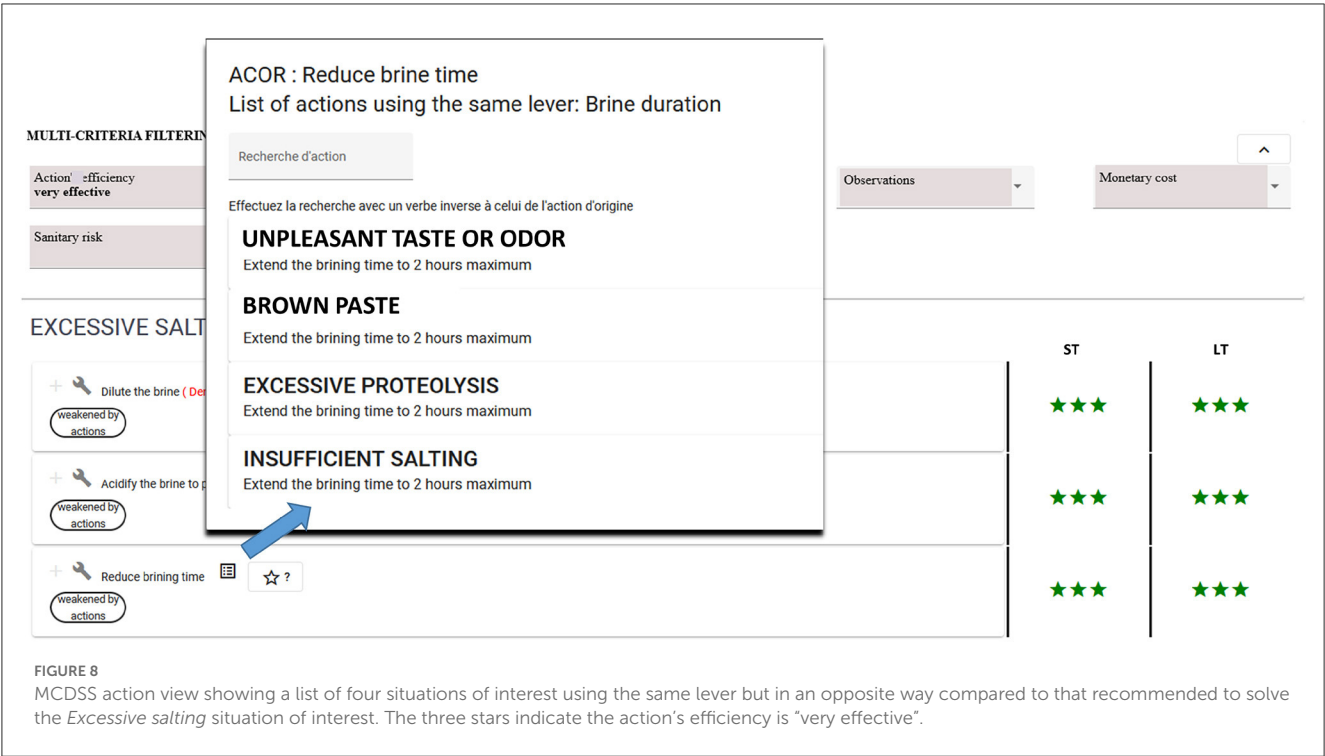 ACOR : Reduce brine time
List of actions using the same lever: Brine duration
MULTI-CRITERIA FILTERIN
Recherche d'action
Action' efficiency
very effective
Observations
Monetary cost
Effectuez la recherche avec un verbe inverse à celui de l'action d'origine
Sanitary risk
UNPLEASANT TASTE OR ODOR
Extend the brining time to 2 hours maximum
BROWN PASTE
Extend the brining time to 2 hours maximum
EXCESSIVE SALT
ST
LT
EXCESSIVE PROTEOLYSIS
Extend the brining time to 2 hours maximum
Dilute the brine ( Der
weakened by
actions
INSUFFICIENT SALTING
Extend the brining time to 2 hours maximum
Acidify the brine to p
weakened by
actions
Reduce brining time
?
weakened by
actions
FIGURE 8
MCDSS action view showing a list of four situations of interest using the same lever but in an opposite way compared to that recommended to solve
the Excessive salting situation of interest. The three stars indicate the action's efficiency is "very effective".